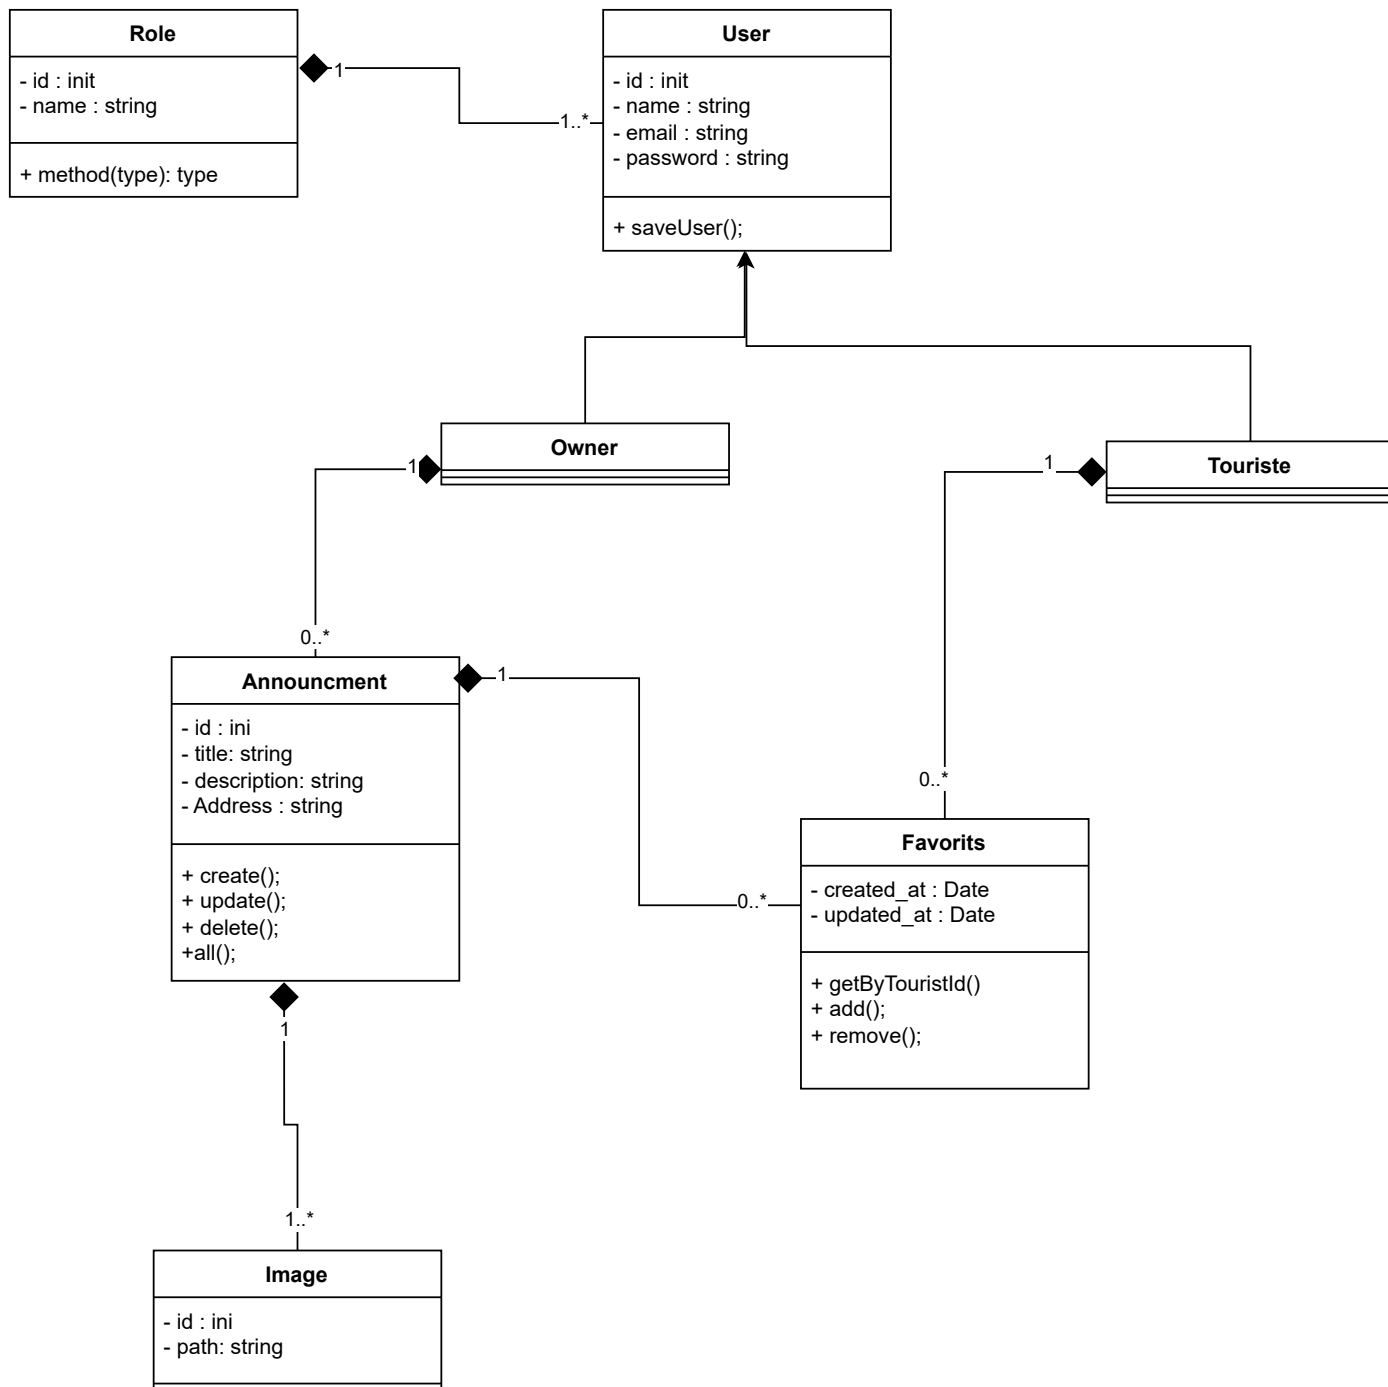 Role
- id : init
- name : string
+ method(type): type
1
1..*
User
- id : init
- name : string
- email : string
- password : string
+ saveUser();
Owner
1
0..*
Touriste
1
0..*
Announcment
- id : ini
- title: string
- description: string
- Address : string
+ create();
+ update();
+ delete();
+all();
1
0..*
Favorits
- created_at : Date
- updated_at : Date
+ getByTouristId()
+ add();
+ remove();
1
1..*
Image
- id : ini
- path: string